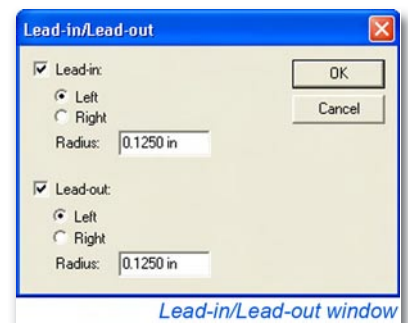 Lead-in/Lead-out
Lead-in:
Left
Right
Radius: 0.1250 in
OK
Cancel
Lead-out:
Left
Right
Radius: 0.1250 in
Lead-in/Lead-out window